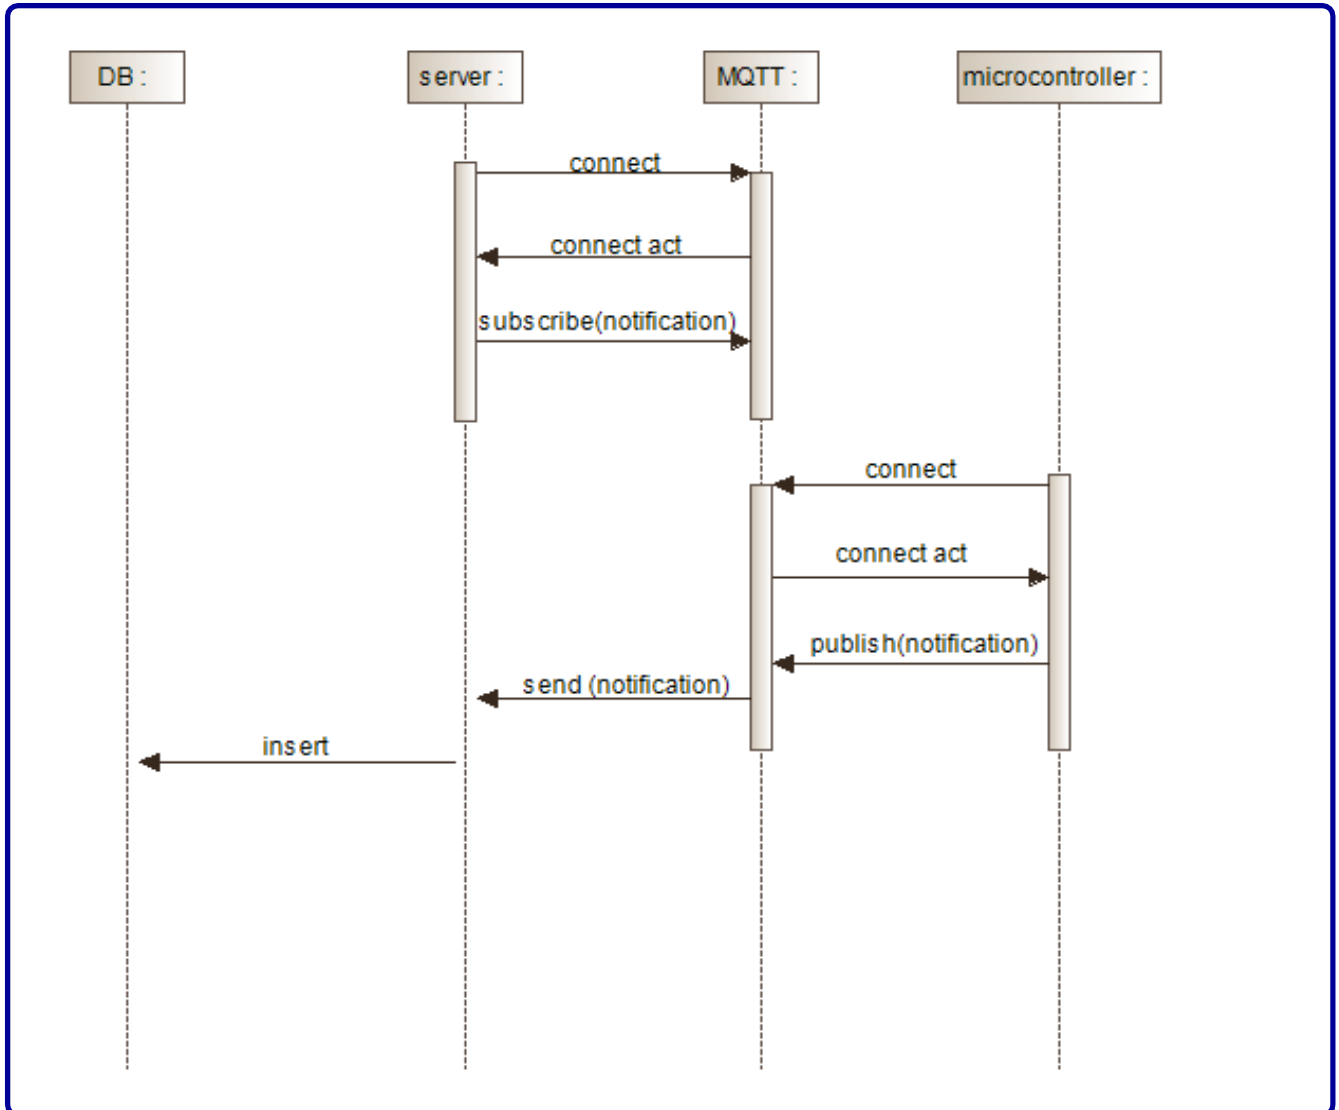 DB :
server :
MQTT :
microcontroller :
connect
connect act
subscribe(notification)
connect
connect act
publish(notification)
send (notification)
insert